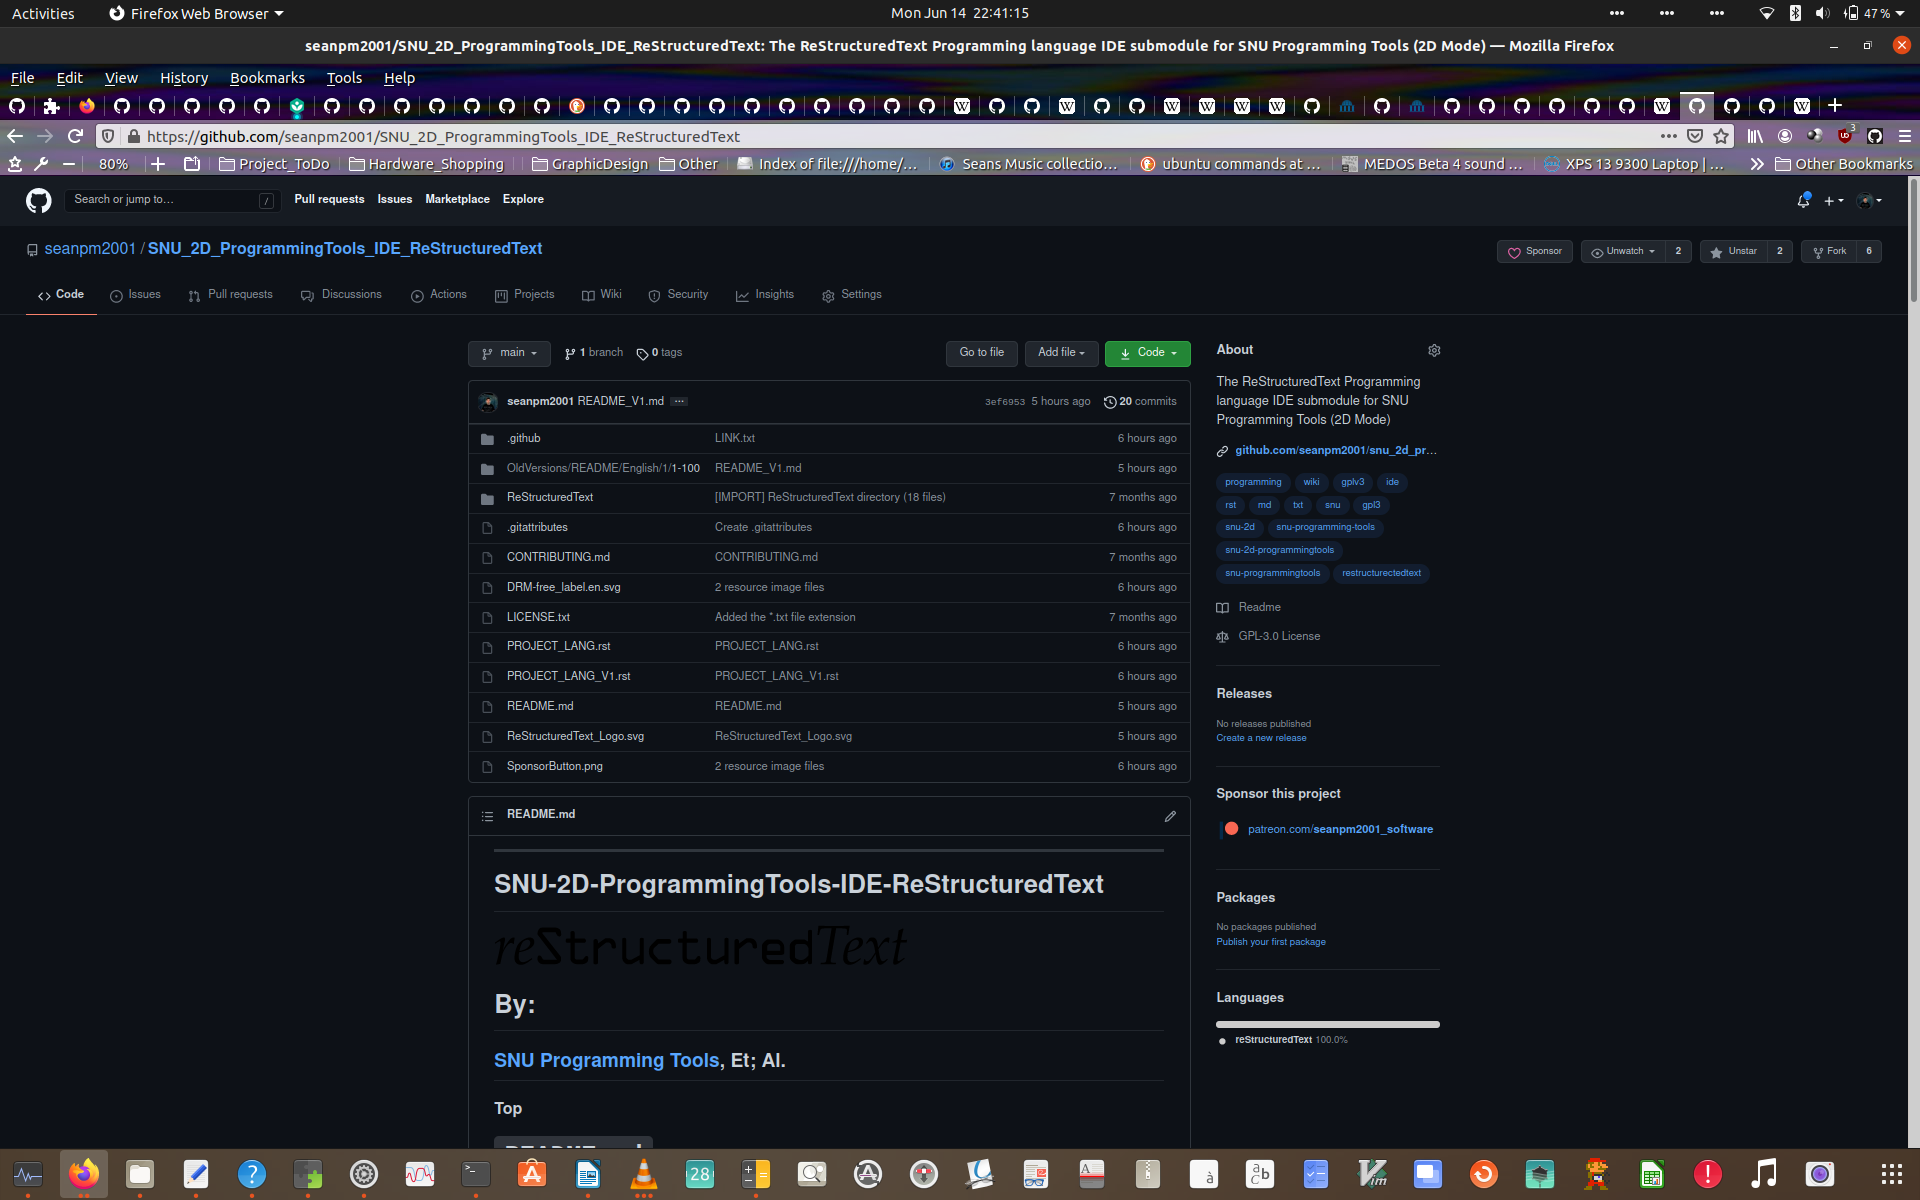 Activities
Firefox Web Browser
Mon Jun 14 22:41:15
47 %
seanpm2001/SNU_2D_ProgrammingTools_IDE_ReStructuredText: The ReStructuredText Programming language IDE submodule for SNU Programming Tools (2D Mode) — Mozilla Firefox
File Edit View History Bookmarks Tools Help
https://github.com/seanpm2001/SNU_2D_ProgrammingTools_IDE_ReStructuredText
3
80%
Project_ToDo
Hardware_Shopping
GraphicDesign
Other
Index of file:///home/…
Seans Music collectio…
ubuntu commands at …
MEDOS Beta 4 sound …
XPS 13 9300 Laptop | …
Other Bookmarks
Search or jump to… /
Pull requests Issues Marketplace Explore
seanpm2001 / SNU_2D_ProgrammingTools_IDE_ReStructuredText
Sponsor
Unwatch 2
Unstar 2
Fork 6
Code Issues Pull requests Discussions Actions Projects Wiki Security Insights Settings
main 1 branch 0 tags
Go to file Add file Code
seanpm2001 README_V1.md … 3ef6953 5 hours ago 20 commits
.github LINK.txt 6 hours ago
OldVersions/README/English/1/1-100 README_V1.md 5 hours ago
ReStructuredText [IMPORT] ReStructuredText directory (18 files) 7 months ago
.gitattributes Create .gitattributes 6 hours ago
CONTRIBUTING.md CONTRIBUTING.md 7 months ago
DRM-free_label.en.svg 2 resource image files 6 hours ago
LICENSE.txt Added the *.txt file extension 7 months ago
PROJECT_LANG.rst PROJECT_LANG.rst 6 hours ago
PROJECT_LANG_V1.rst PROJECT_LANG_V1.rst 6 hours ago
README.md README.md 5 hours ago
ReStructuredText_Logo.svg ReStructuredText_Logo.svg 5 hours ago
SponsorButton.png 2 resource image files 6 hours ago
README.md
SNU-2D-ProgrammingTools-IDE-ReStructuredText
reStructuredText
By:
SNU Programming Tools, Et; Al.
Top
About
The ReStructuredText Programming
language IDE submodule for SNU
Programming Tools (2D Mode)
github.com/seanpm2001/snu_2d_pr…
programming wiki gplv3 ide
rst md txt snu gpl3
snu-2d snu-programming-tools
snu-2d-programmingtools
snu-programmingtools restructurectedtext
Readme
GPL-3.0 License
Releases
No releases published
Create a new release
Sponsor this project
patreon.com/seanpm2001_software
Packages
No packages published
Publish your first package
Languages
reStructuredText 100.0%
28